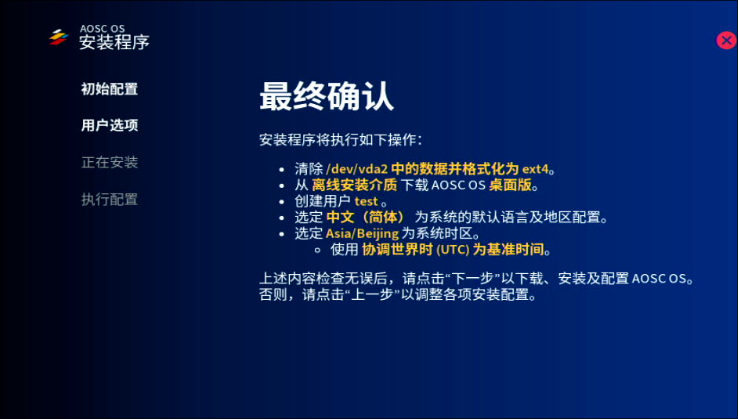 AOSC OS
安装程序
初始配置
用户选项
正在安装
执行配置
最终确认
安装程序将执行如下操作：
清除 /dev/vda2 中的数据并格式化为 ext4。
从 离线安装介质 下载 AOSC OS 桌面版。
创建用户 test 。
选定 中文（简体） 为系统的默认语言及地区配置。
选定 Asia/Beijing 为系统时区。
使用 协调世界时 (UTC) 为基准时间。
上述内容检查无误后，请点击“下一步”以下载、安装及配置 AOSC OS。
否则，请点击“上一步”以调整各项安装配置。